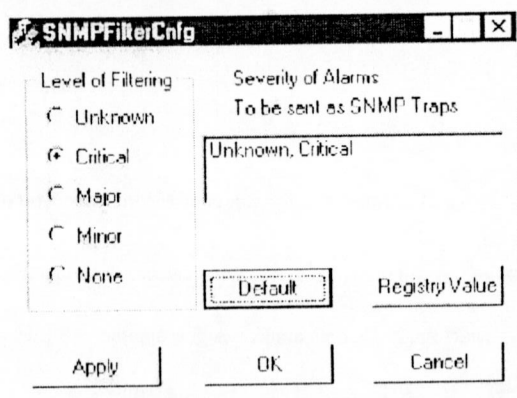 SNMPFilterCnfg
Level of Filtering
Unknown
Critical
Major
Minor
None
Severity of Alarms
To be sent as SNMP Traps
Unknown, Critical
Default
Registry Value
Apply
OK
Cancel